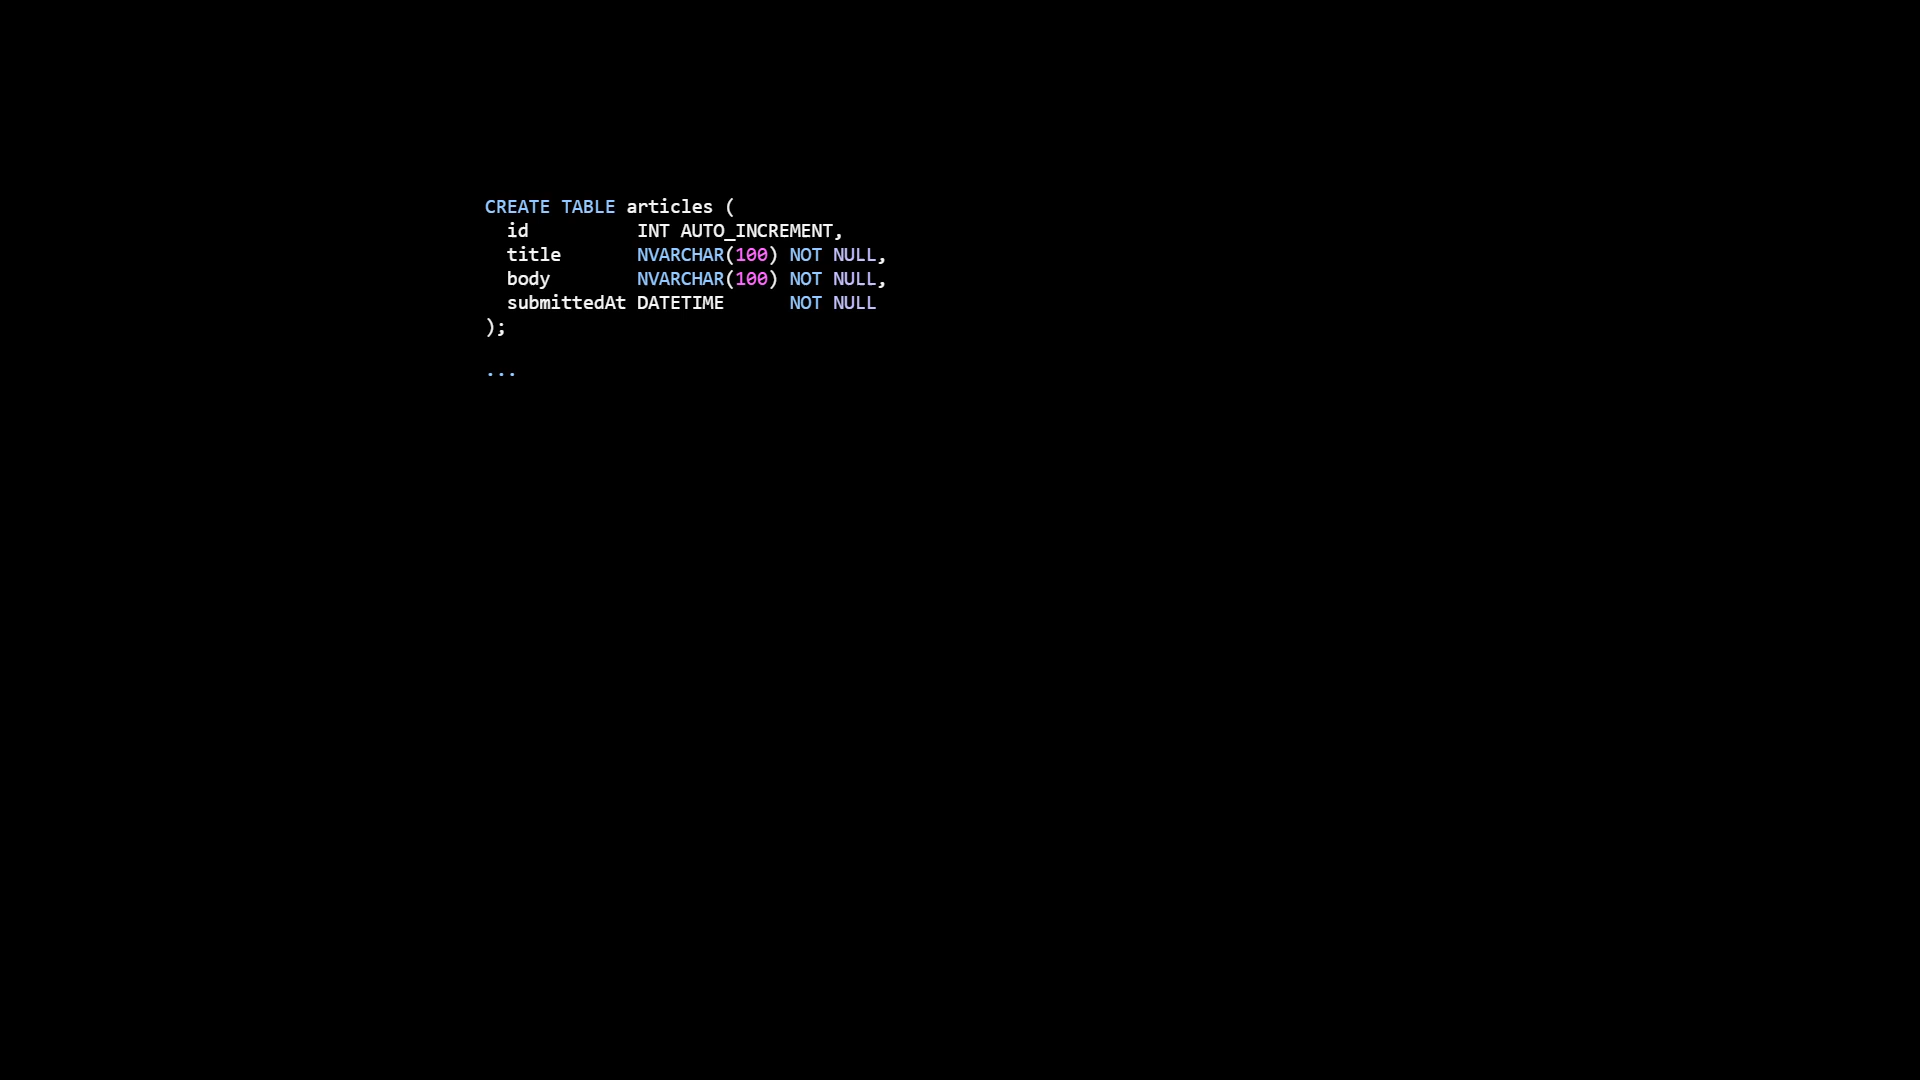 CREATE TABLE articles (
  id          INT AUTO_INCREMENT,
  title       NVARCHAR(100) NOT NULL,
  body        NVARCHAR(100) NOT NULL,
  submittedAt DATETIME      NOT NULL
);

...